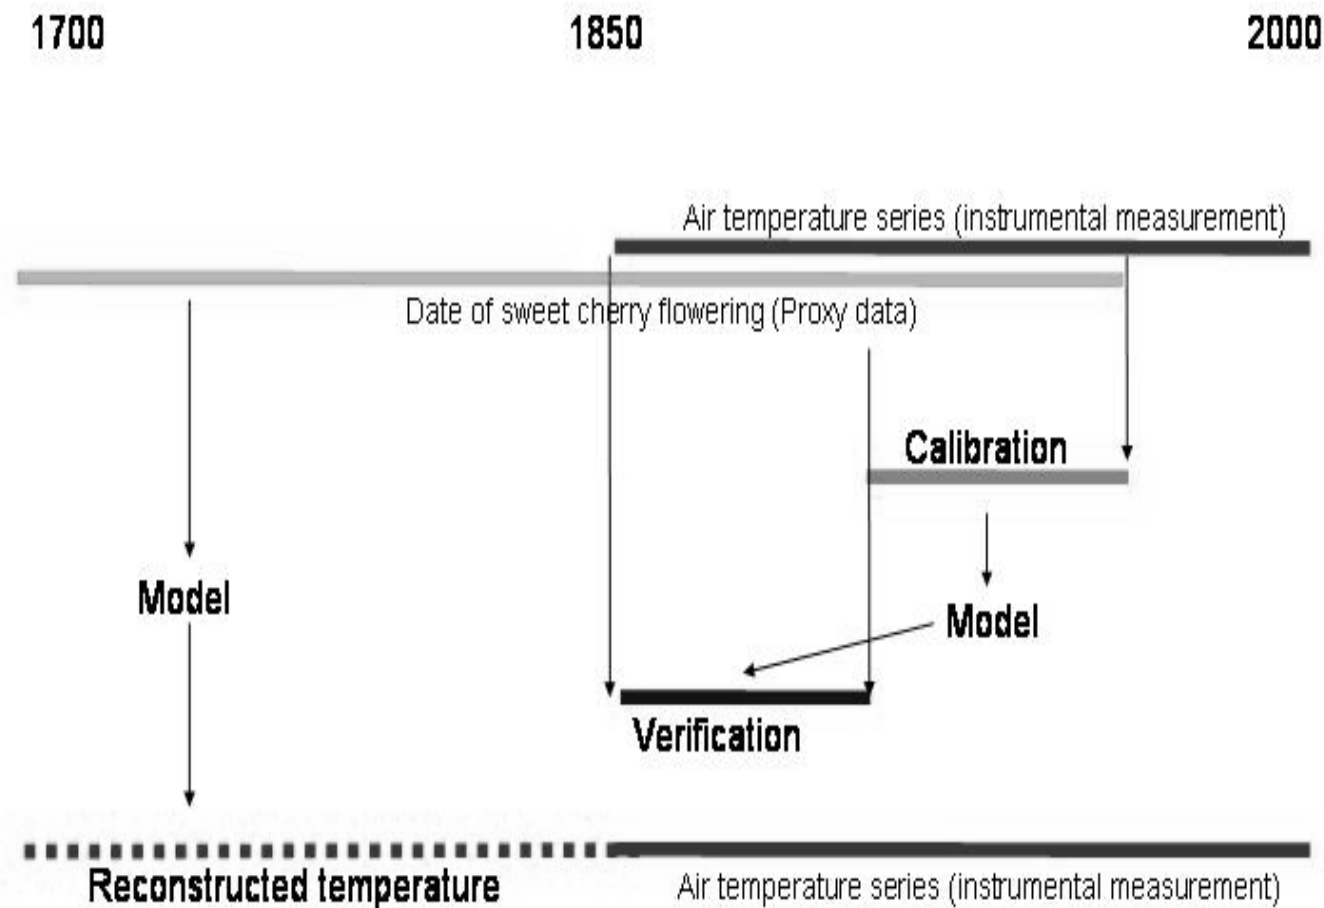 1700 1850 2000
Air temperature series (instrumental measurement)
Date of sweet cherry flowering (Proxy data)
Calibration
Model
Model
Verification
Reconstructed temperature
Air temperature series (instrumental measurement)